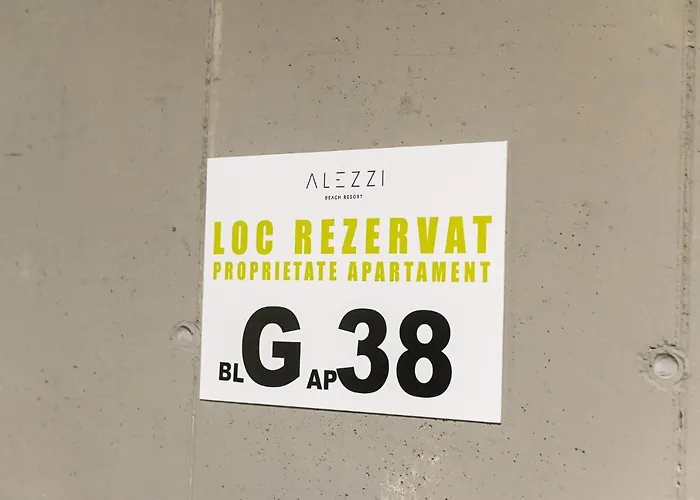 ALEZZI
BEACH RESORT
LOC REZERVAT
PROPRIETATE APARTAMENT
BL G AP 38